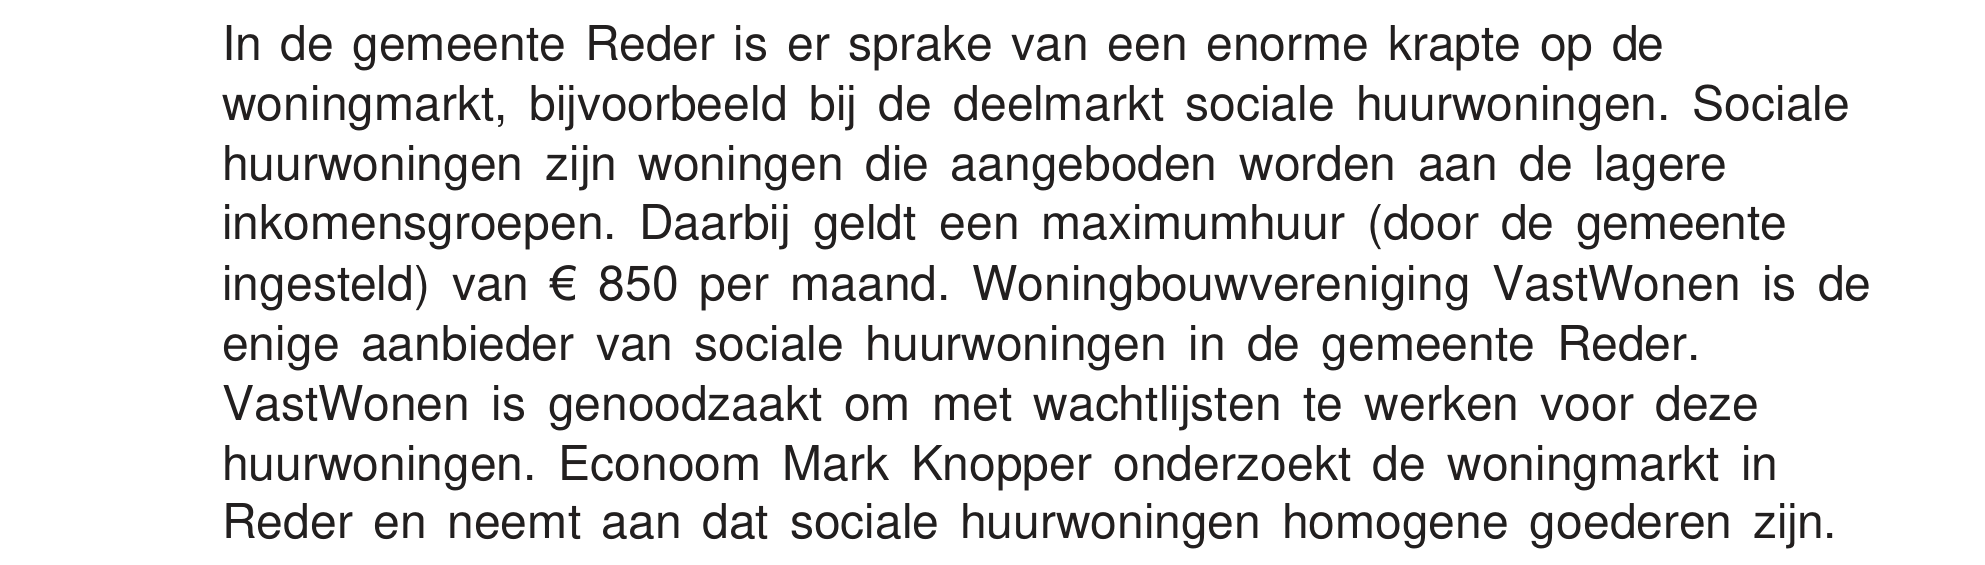 In de gemeente Reder is er sprake van een enorme krapte op de
woningmarkt, bijvoorbeeld bij de deelmarkt sociale huurwoningen. Sociale
huurwoningen zijn woningen die aangeboden worden aan de lagere
inkomensgroepen. Daarbij geldt een maximumhuur (door de gemeente
ingesteld) van € 850 per maand. Woningbouwvereniging VastWonen is de
enige aanbieder van sociale huurwoningen in de gemeente Reder.
VastWonen is genoodzaakt om met wachtlijsten te werken voor deze
huurwoningen. Econoom Mark Knopper onderzoekt de woningmarkt in
Reder en neemt aan dat sociale huurwoningen homogene goederen zijn.